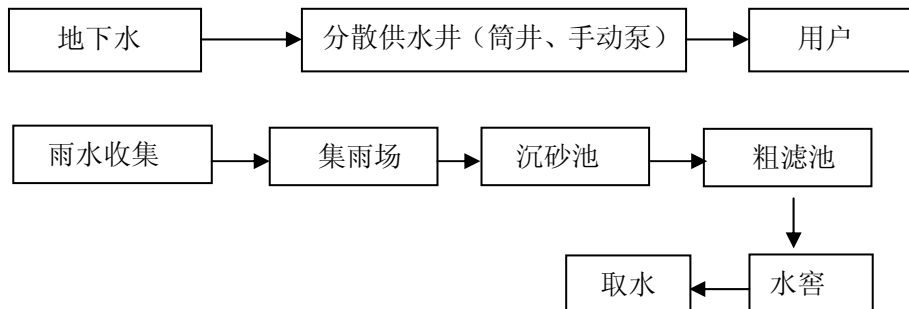 地下水
分散供水井（筒井、手动泵）
用户
雨水收集
集雨场
沉砂池
粗滤池
取水
水窖